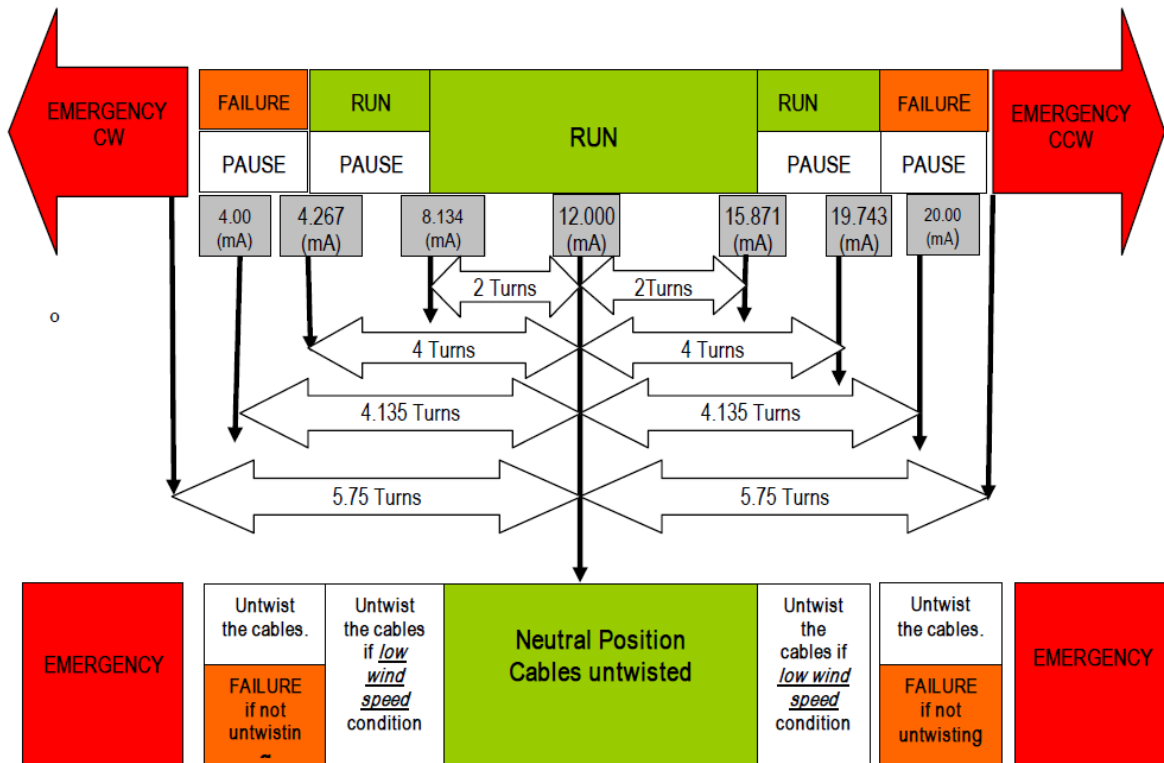 EMERGENCY
CW
FAILURE
RUN
RUN
RUN
FAILURE
EMERGENCY
CCW
PAUSE
PAUSE
PAUSE
PAUSE
4.00
(mA)
4.267
(mA)
8.134
(mA)
12.000
(mA)
15.871
(mA)
19.743
(mA)
20.00
(mA)
2 Turns
2Turns
o
4 Turns
4 Turns
4.135 Turns
4.135 Turns
5.75 Turns
5.75 Turns
EMERGENCY
Untwist
the cables.
FAILURE
if not
untwistin
Untwist
the cables
if low
wind
speed
condition
Neutral Position
Cables untwisted
Untwist
the
cables if
low wind
speed
condition
Untwist
the cables.
FAILURE
if not
untwisting
EMERGENCY